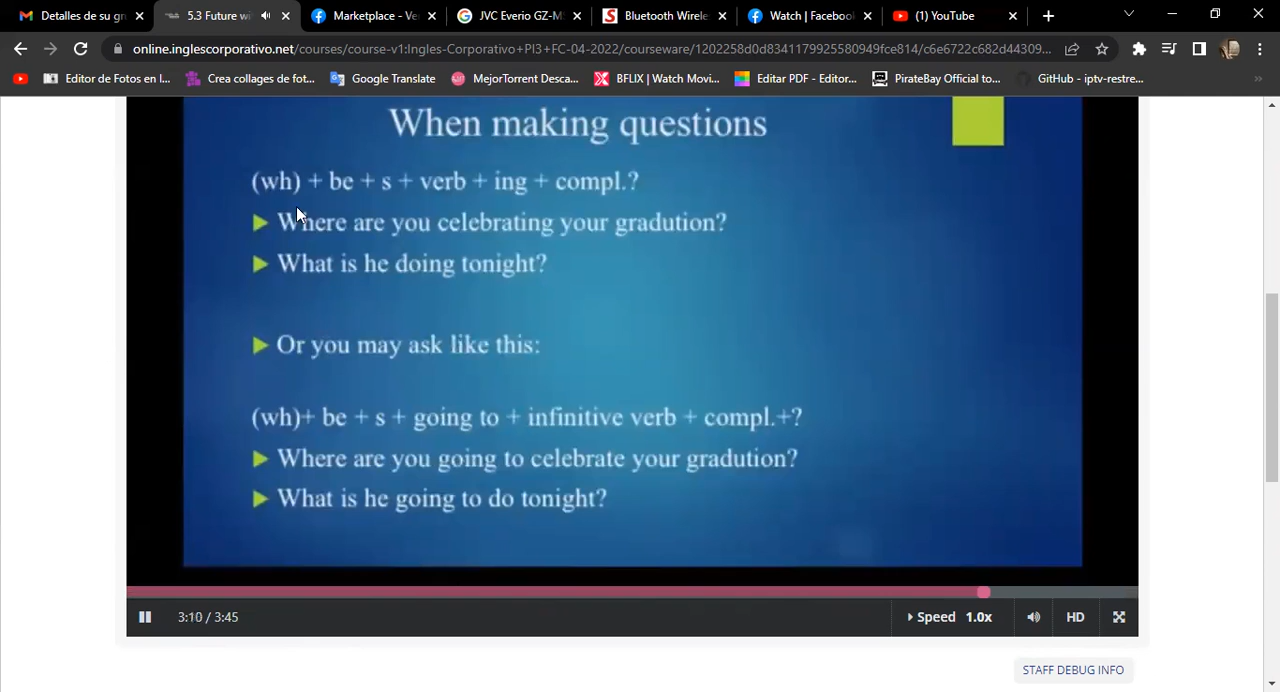 Detalles de su gr
5.3 Future wi
Marketplace - Ve
JVC Everio GZ-M
Bluetooth Wirele
Watch | Facebook
(1) YouTube
online.inglescorporativo.net/courses/course-v1:Ingles-Corporativo+PI3+FC-04-2022/courseware/1202258d0d8341179925580949fce814/c6e6722c682d44309...
Editor de Fotos en l...
Crea collages de fot...
Google Translate
MejorTorrent Desca...
BFLIX | Watch Movi...
Editar PDF - Editor...
PirateBay Official to...
GitHub - iptv-restre...
When making questions
(wh) + be + s + verb + ing + compl.?
Where are you celebrating your gradution?
What is he doing tonight?
Or you may ask like this:
(wh)+ be + s + going to + infinitive verb + compl.+?
Where are you going to celebrate your gradution?
What is he going to do tonight?
3:10 / 3:45
Speed 1.0x
HD
STAFF DEBUG INFO